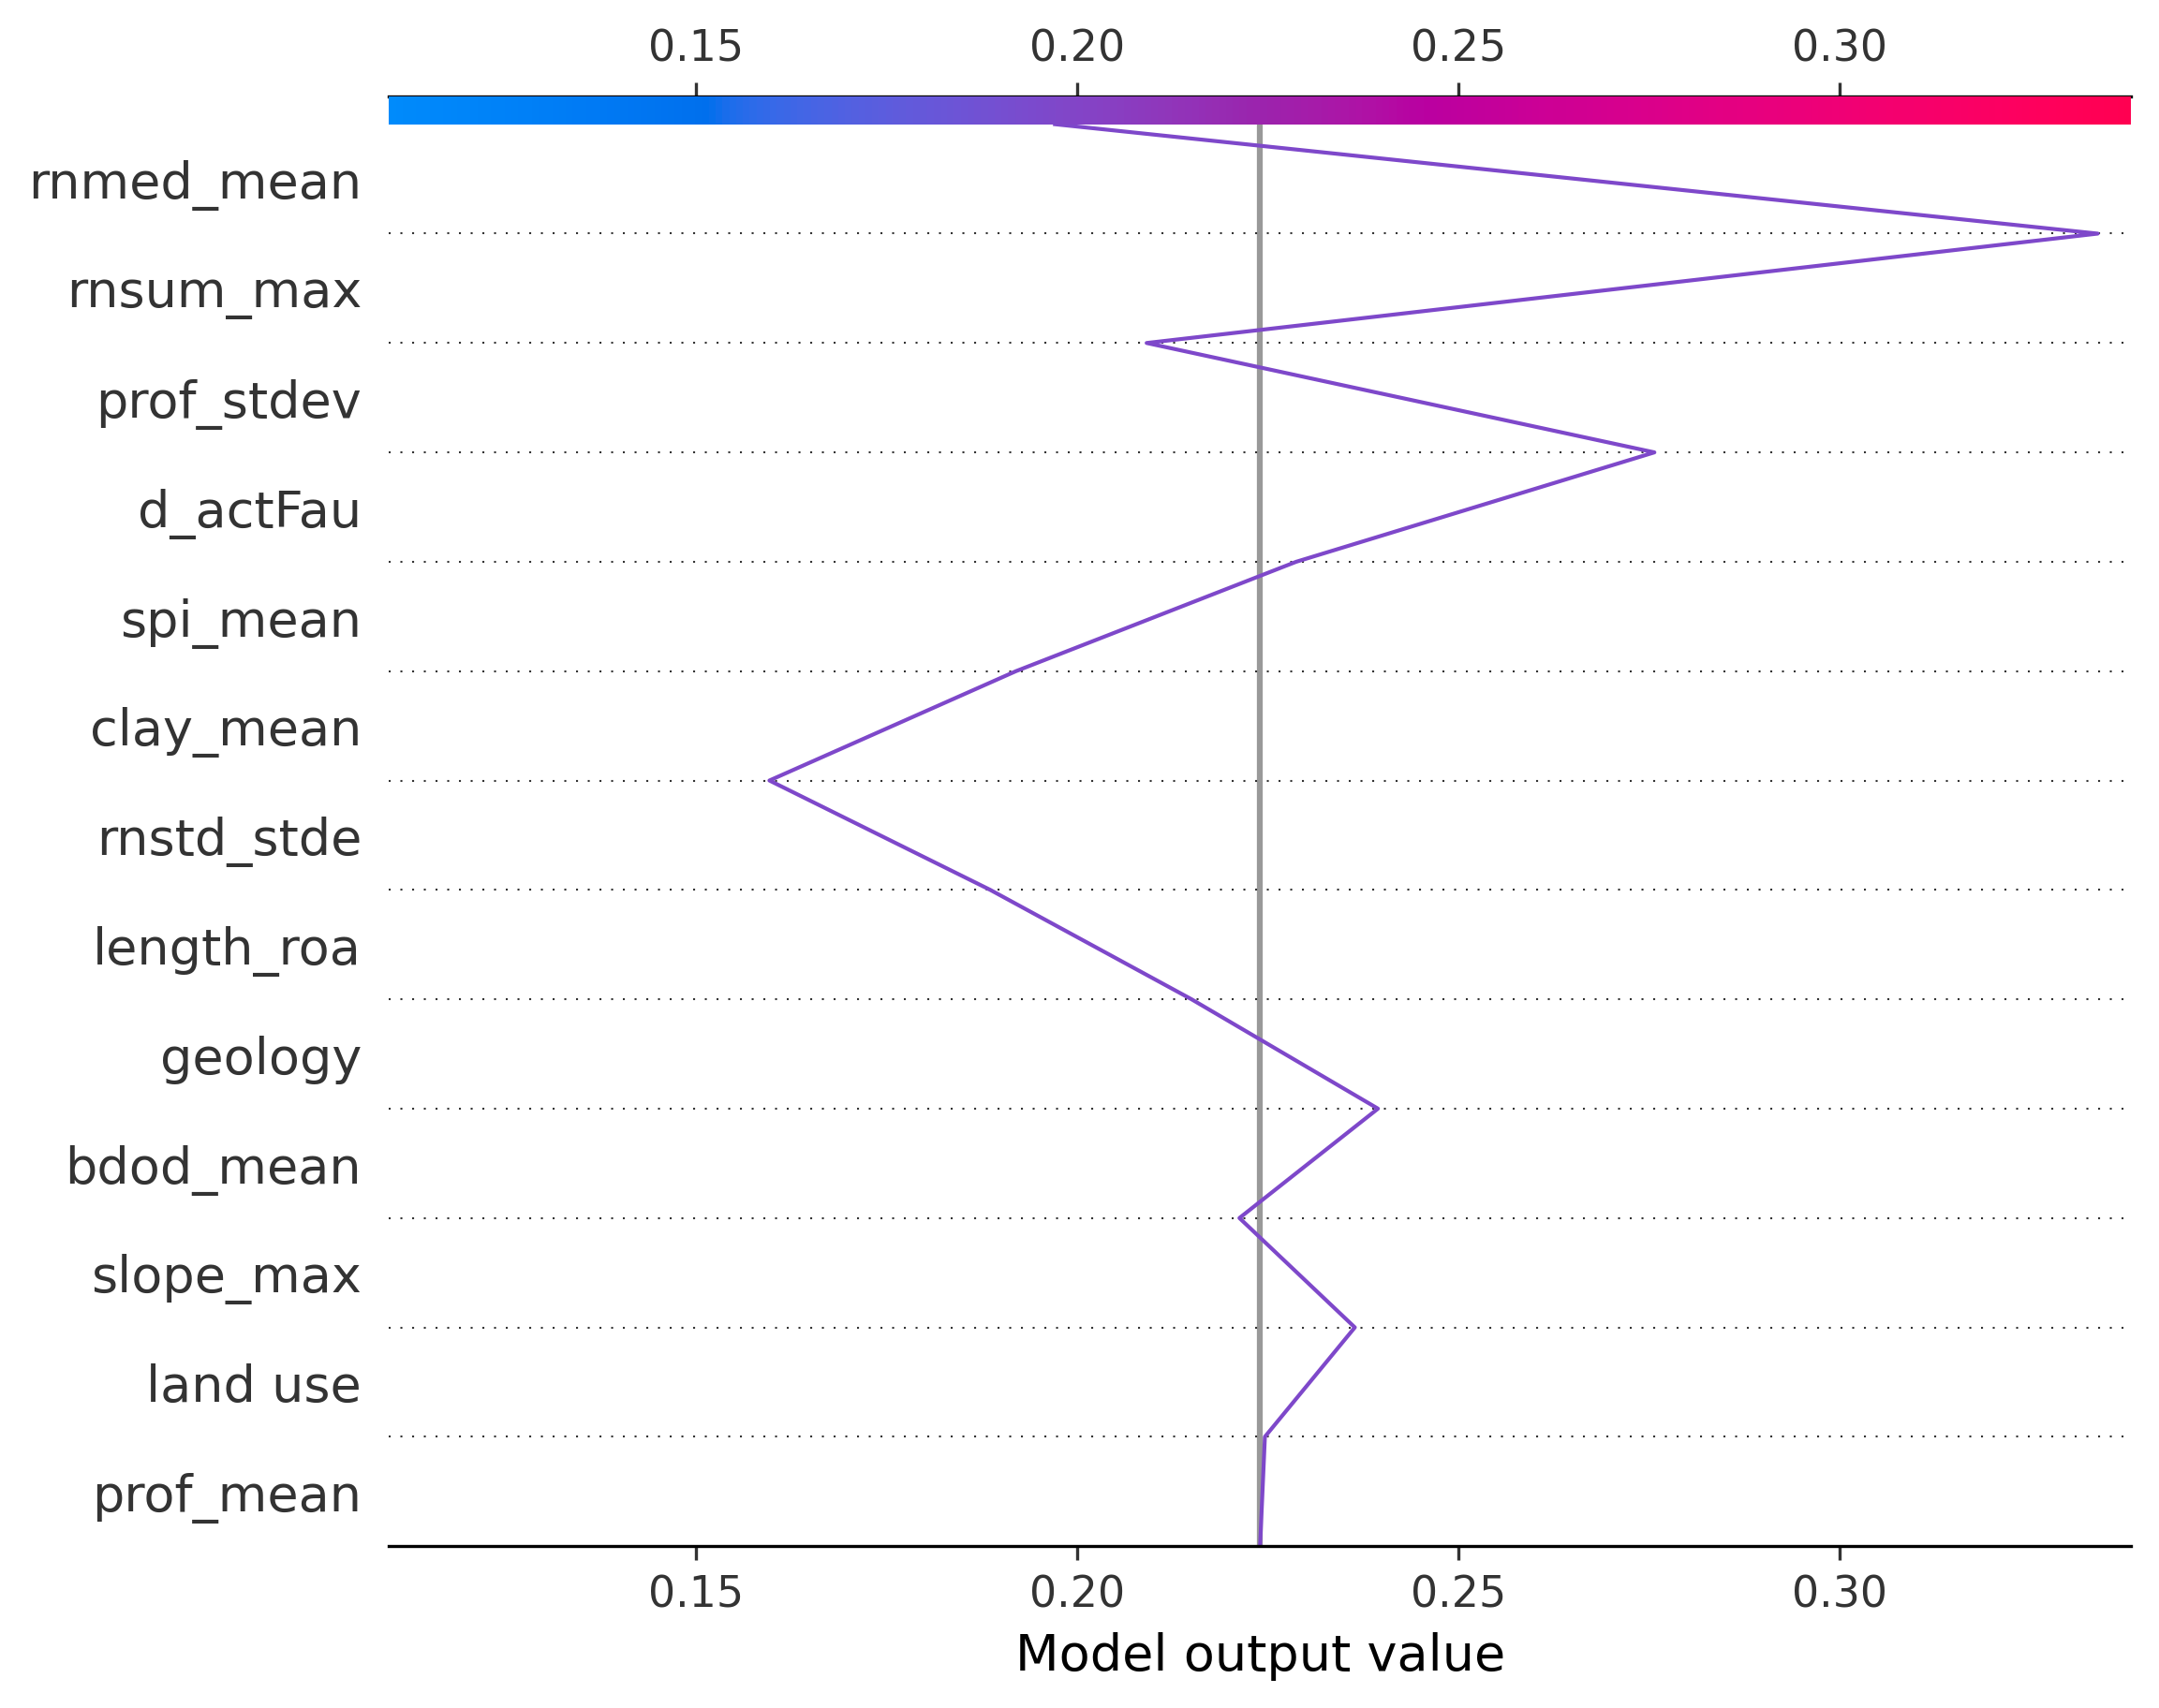 0.15 0.20 0.25 0.30
rnmed_mean
rnsum_max
prof_stdev
d_actFau
spi_mean
clay_mean
rnstd_stde
length_roa
geology
bdod_mean
slope_max
land use
prof_mean
0.15 0.20 0.25 0.30
Model output value